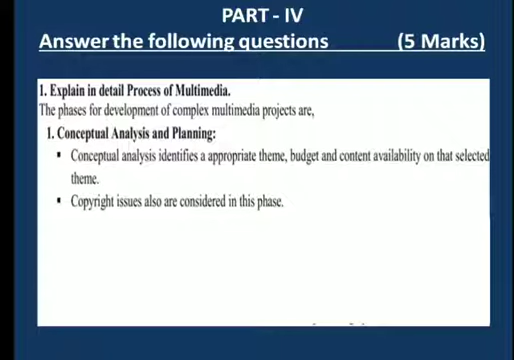 PART - IV
Answer the following questions (5 Marks)
1. Explain in detail Process of Multimedia.
The phases for development of complex multimedia projects are,
1. Conceptual Analysis and Planning:
▪ Conceptual analysis identifies a appropriate theme, budget and content availability on that selected
theme.
▪ Copyright issues also are considered in this phase.